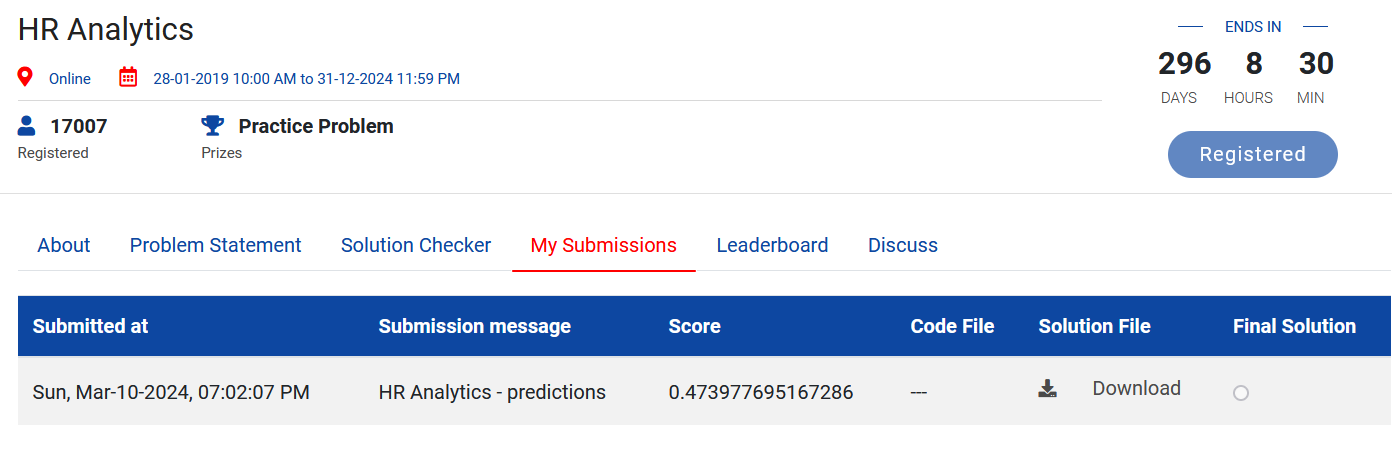 HR Analytics
Online 28-01-2019 10:00 AM to 31-12-2024 11:59 PM
17007 Practice Problem
Registered Prizes
ENDS IN
296 8 30
DAYS HOURS MIN
Registered
About Problem Statement Solution Checker My Submissions Leaderboard Discuss
Submitted at Submission message Score Code File Solution File Final Solution
Sun, Mar-10-2024, 07:02:07 PM HR Analytics - predictions 0.473977695167286 --- Download